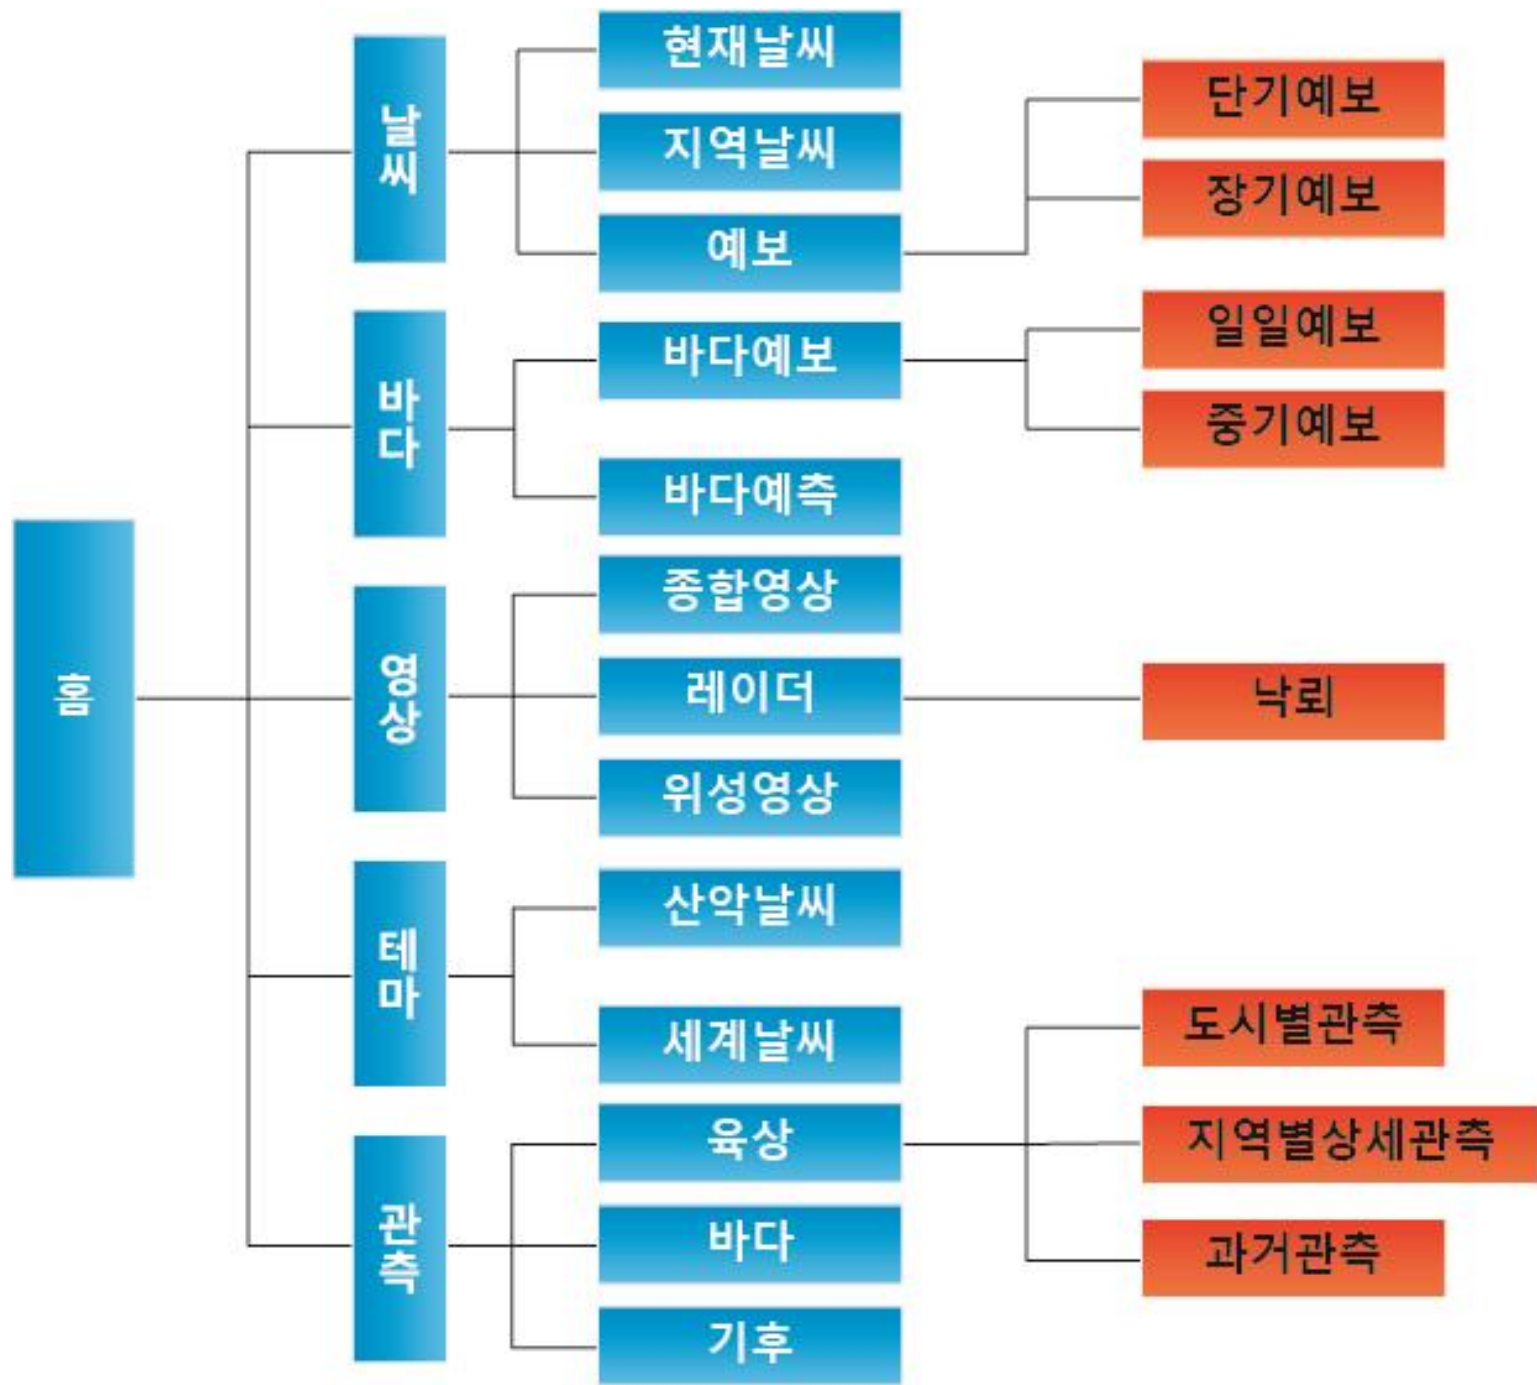 홈
날씨
현재날씨
지역날씨
예보
단기예보
장기예보
바다
바다예보
일일예보
중기예보
바다예측
영상
종합영상
레이더
낙뢰
위성영상
테마
산악날씨
세계날씨
관측
육상
도시별관측
지역별상세관측
과거관측
바다
기후